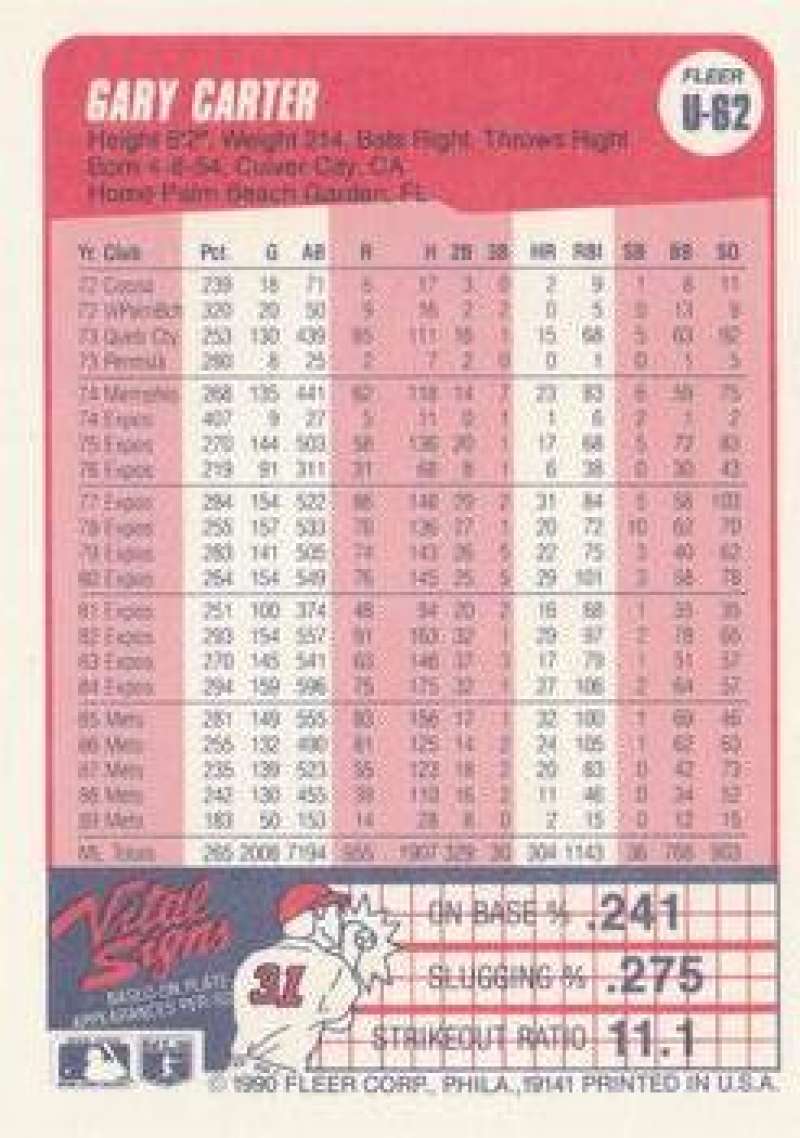 GARY CARTER
FLEER
U-62
Height 6'2", Weight 214, Bats Right, Throws Right
Born 4-8-54, Culver City, CA
Home Palm Beach Garden, FL
Yr. Club Pct. G AB R H 2B 3B HR RBI SB BB SO
72 Cocoa 239 18 71 6 17 3 0 2 9 1 8 11
72 WPalmBch 320 20 50 9 16 2 2 0 5 0 13 9
73 Queb Cty 253 130 439 65 111 16 1 15 68 5 63 92
73 Peninsla 280 8 25 2 7 2 0 0 1 0 1 5
74 Memphis 268 135 441 62 118 14 7 23 83 6 59 75
74 Expos 407 9 27 5 11 0 1 1 6 2 1 2
75 Expos 270 144 503 58 136 20 1 17 68 5 72 83
76 Expos 219 91 311 31 68 8 1 6 38 0 30 43
77 Expos 284 154 522 86 148 29 2 31 84 5 58 103
78 Expos 255 157 533 76 136 27 1 20 72 10 62 70
79 Expos 283 141 505 74 143 26 5 22 75 3 40 62
80 Expos 264 154 549 76 145 25 5 29 101 3 58 78
81 Expos 251 100 374 48 94 20 2 16 68 1 35 35
82 Expos 293 154 557 91 163 32 1 29 97 2 78 65
83 Expos 270 145 541 63 146 37 3 17 79 1 51 57
84 Expos 294 159 596 75 175 32 1 27 106 2 64 57
85 Mets 281 149 555 83 156 17 1 32 100 1 69 46
86 Mets 255 132 490 81 125 14 2 24 105 1 62 63
87 Mets 235 139 523 55 123 18 2 20 83 0 42 73
88 Mets 242 130 455 39 110 16 2 11 46 0 34 52
89 Mets 183 50 153 14 28 8 0 2 15 0 12 15
ML Totals 265 2008 7194 955 1907 329 30 304 1143 36 768 903
Vital Signs
BASED ON PLATE
APPEARANCES PER SO
31
ON BASE % .241
SLUGGING % .275
STRIKEOUT RATIO 11.1
© 1990 FLEER CORP., PHILA., 19141 PRINTED IN U.S.A.